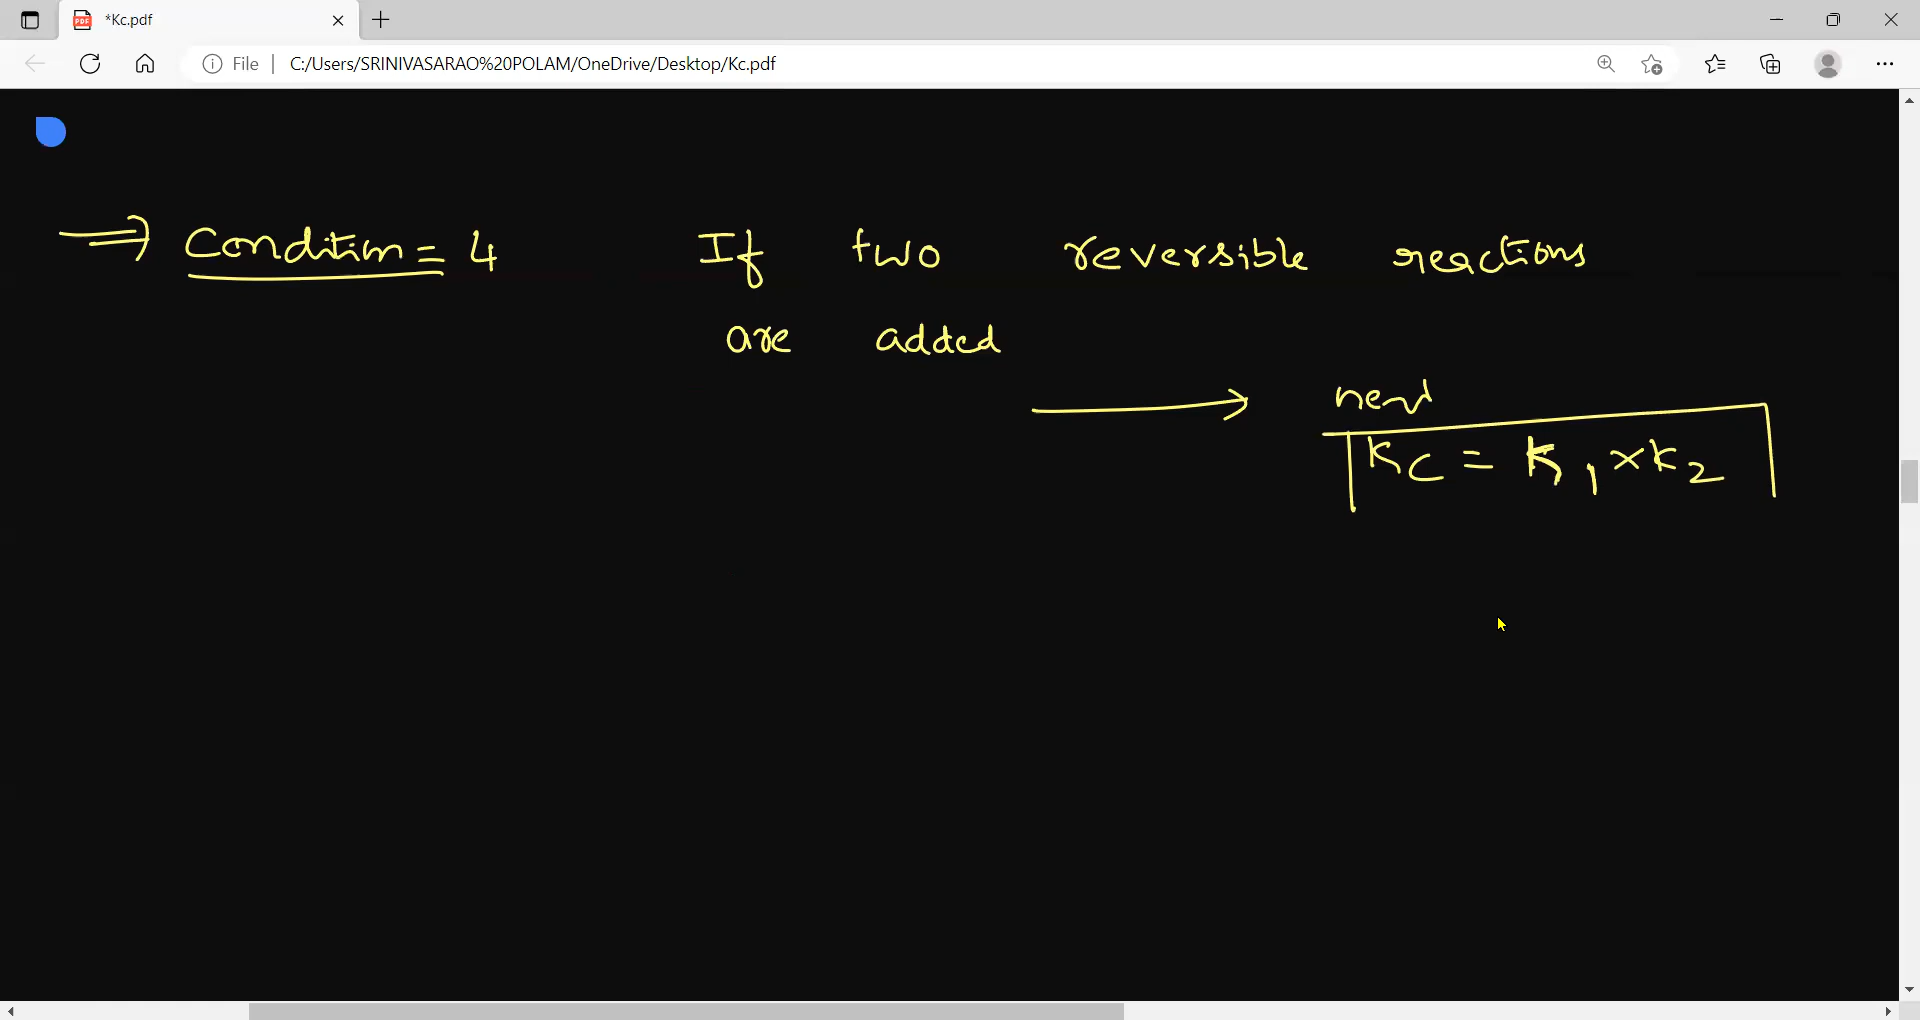 *Kc.pdf
File | C:/Users/SRINIVASARAO%20POLAM/OneDrive/Desktop/Kc.pdf
⇒ Condition = 4 If two reversible reactions
are added
→ new
Kc = K1 × K2